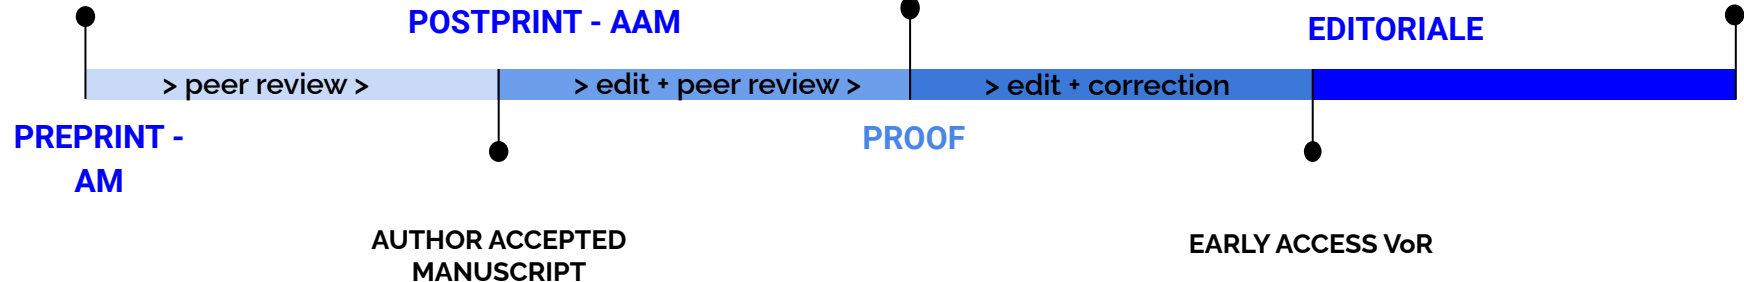 POSTPRINT - AAM
EDITORIALE
> peer review >
> edit + peer review >
> edit + correction
PREPRINT -
AM
PROOF
AUTHOR ACCEPTED
MANUSCRIPT
EARLY ACCESS VoR